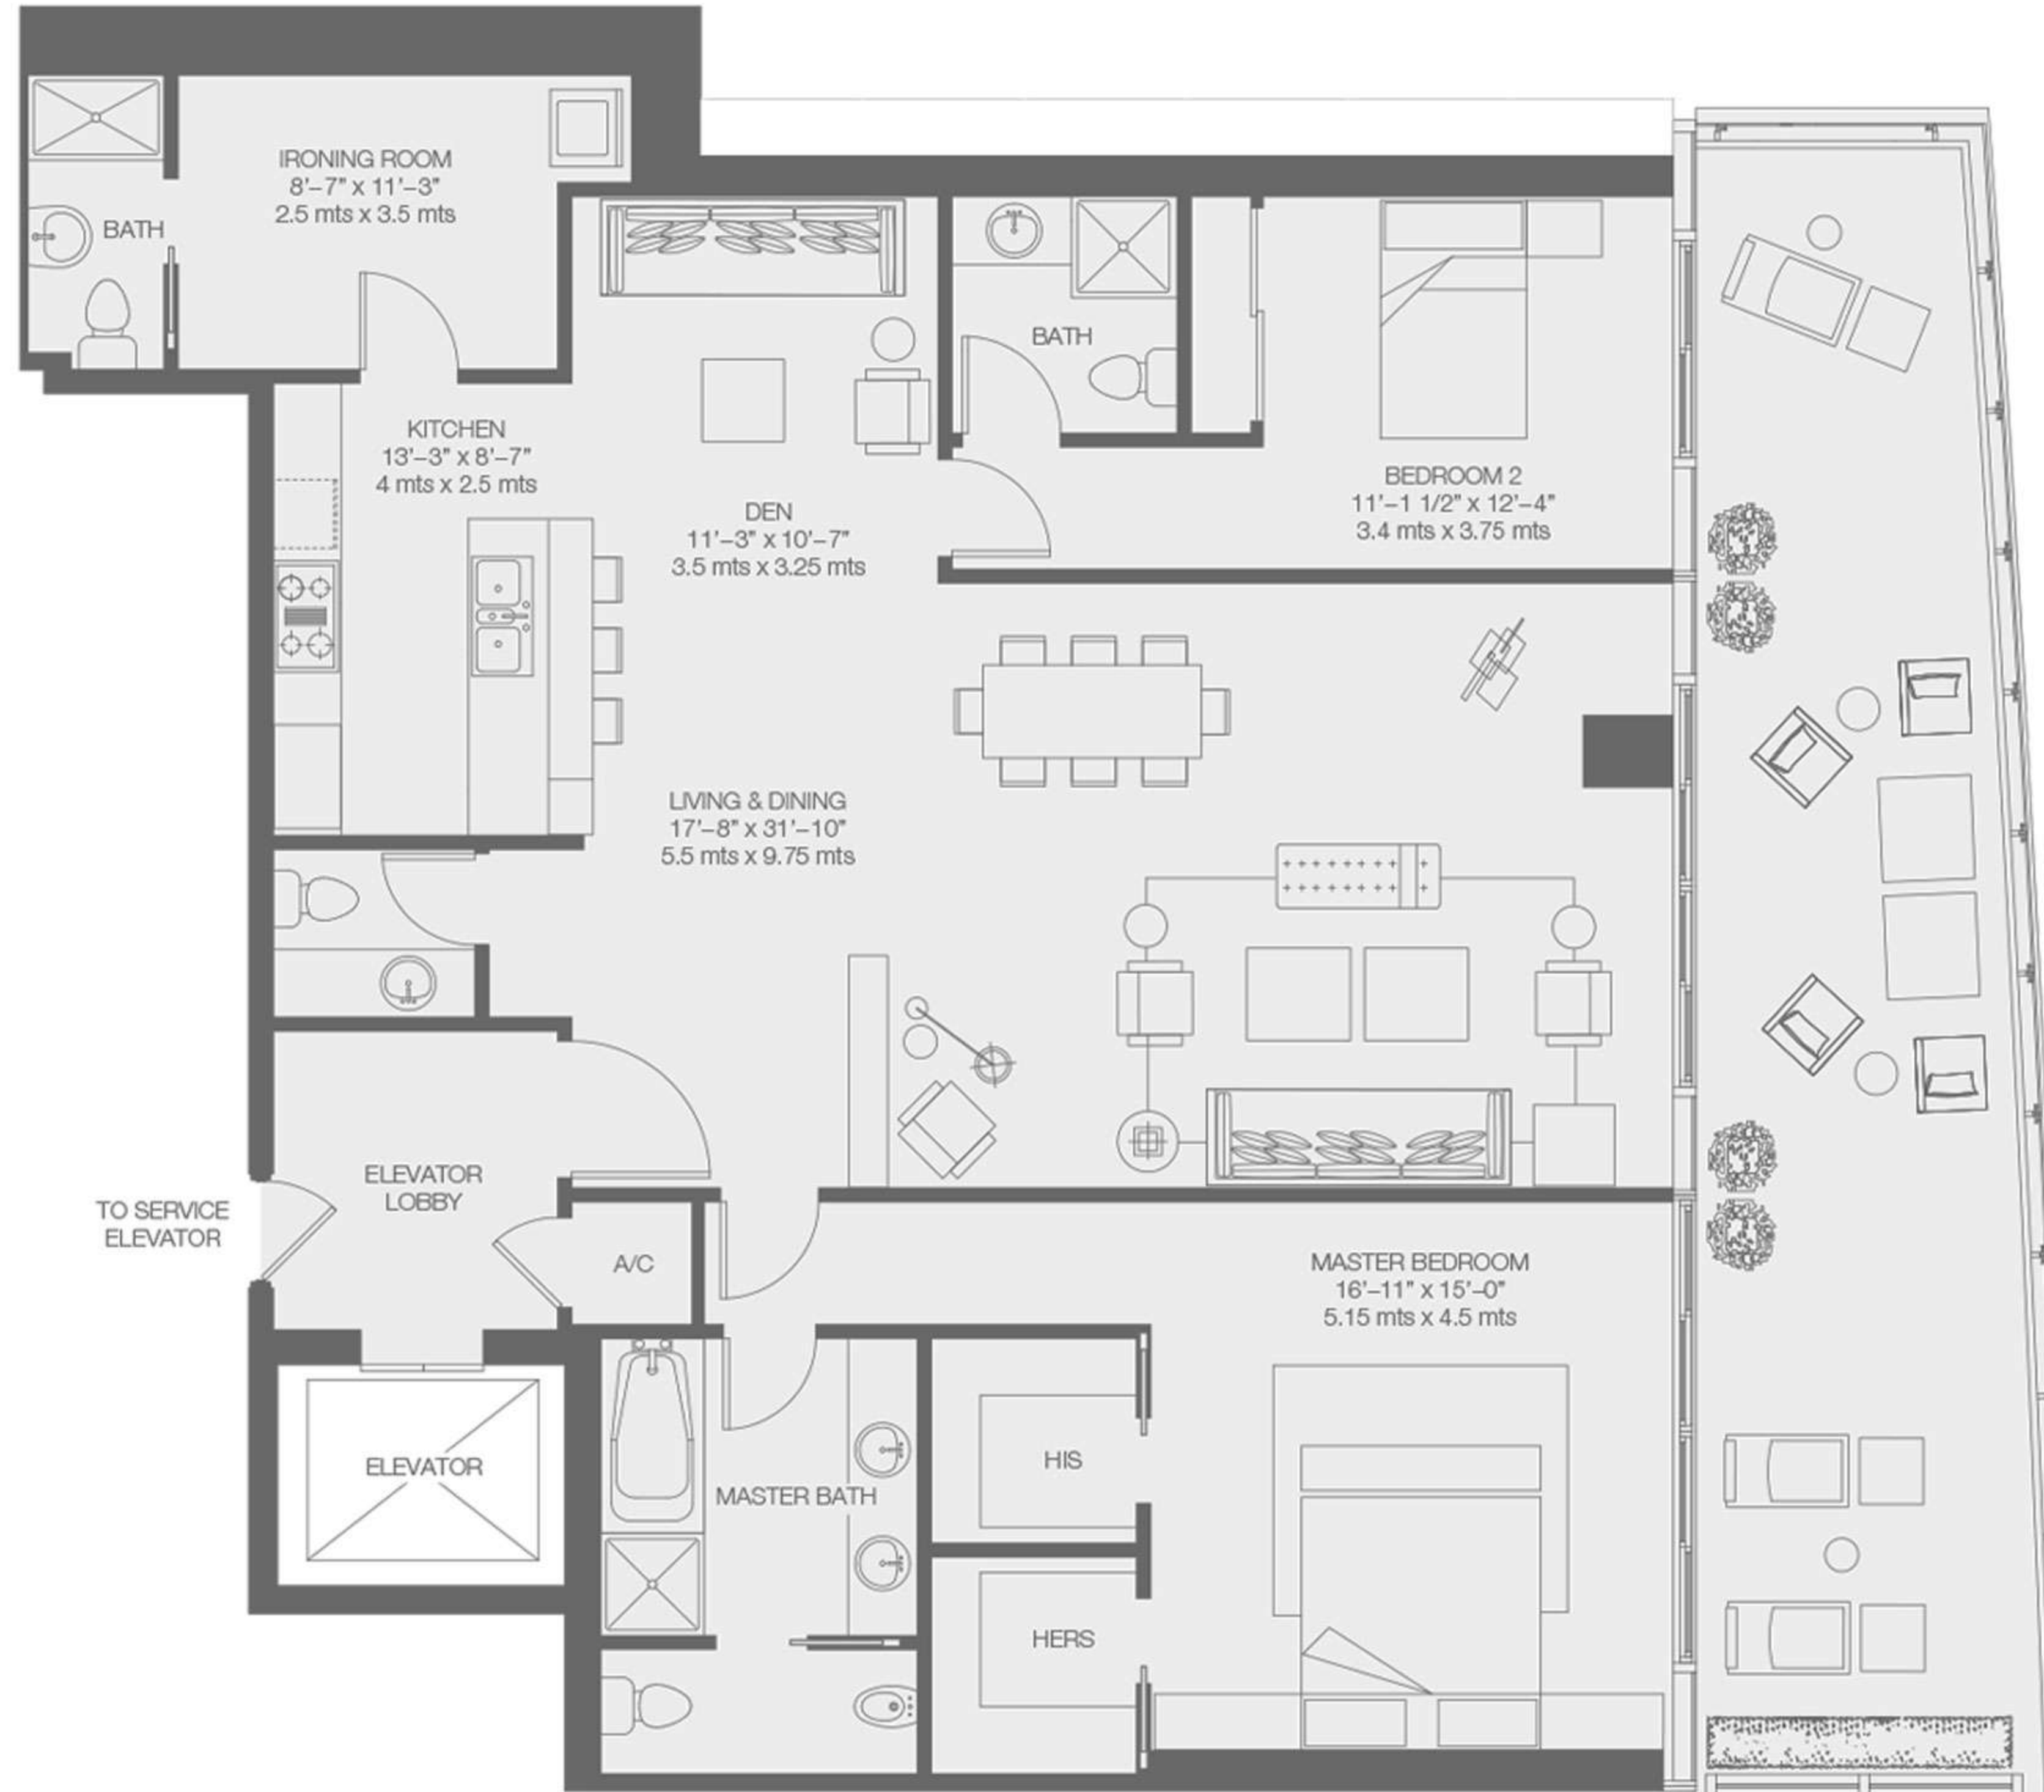 IRONING ROOM
8’–7” x 11’–3”
2.5 mts x 3.5 mts
BATH
BATH
KITCHEN
13’–3” x 8’–7”
4 mts x 2.5 mts
BEDROOM 2
11’–1 1/2” x 12’–4”
3.4 mts x 3.75 mts
DEN
11’–3” x 10’–7”
3.5 mts x 3.25 mts
LIVING & DINING
17’–8” x 31’–10”
5.5 mts x 9.75 mts
ELEVATOR
LOBBY
TO SERVICE
ELEVATOR
A/C
MASTER BEDROOM
16’–11” x 15’–0”
5.15 mts x 4.5 mts
ELEVATOR
HIS
MASTER BATH
HERS